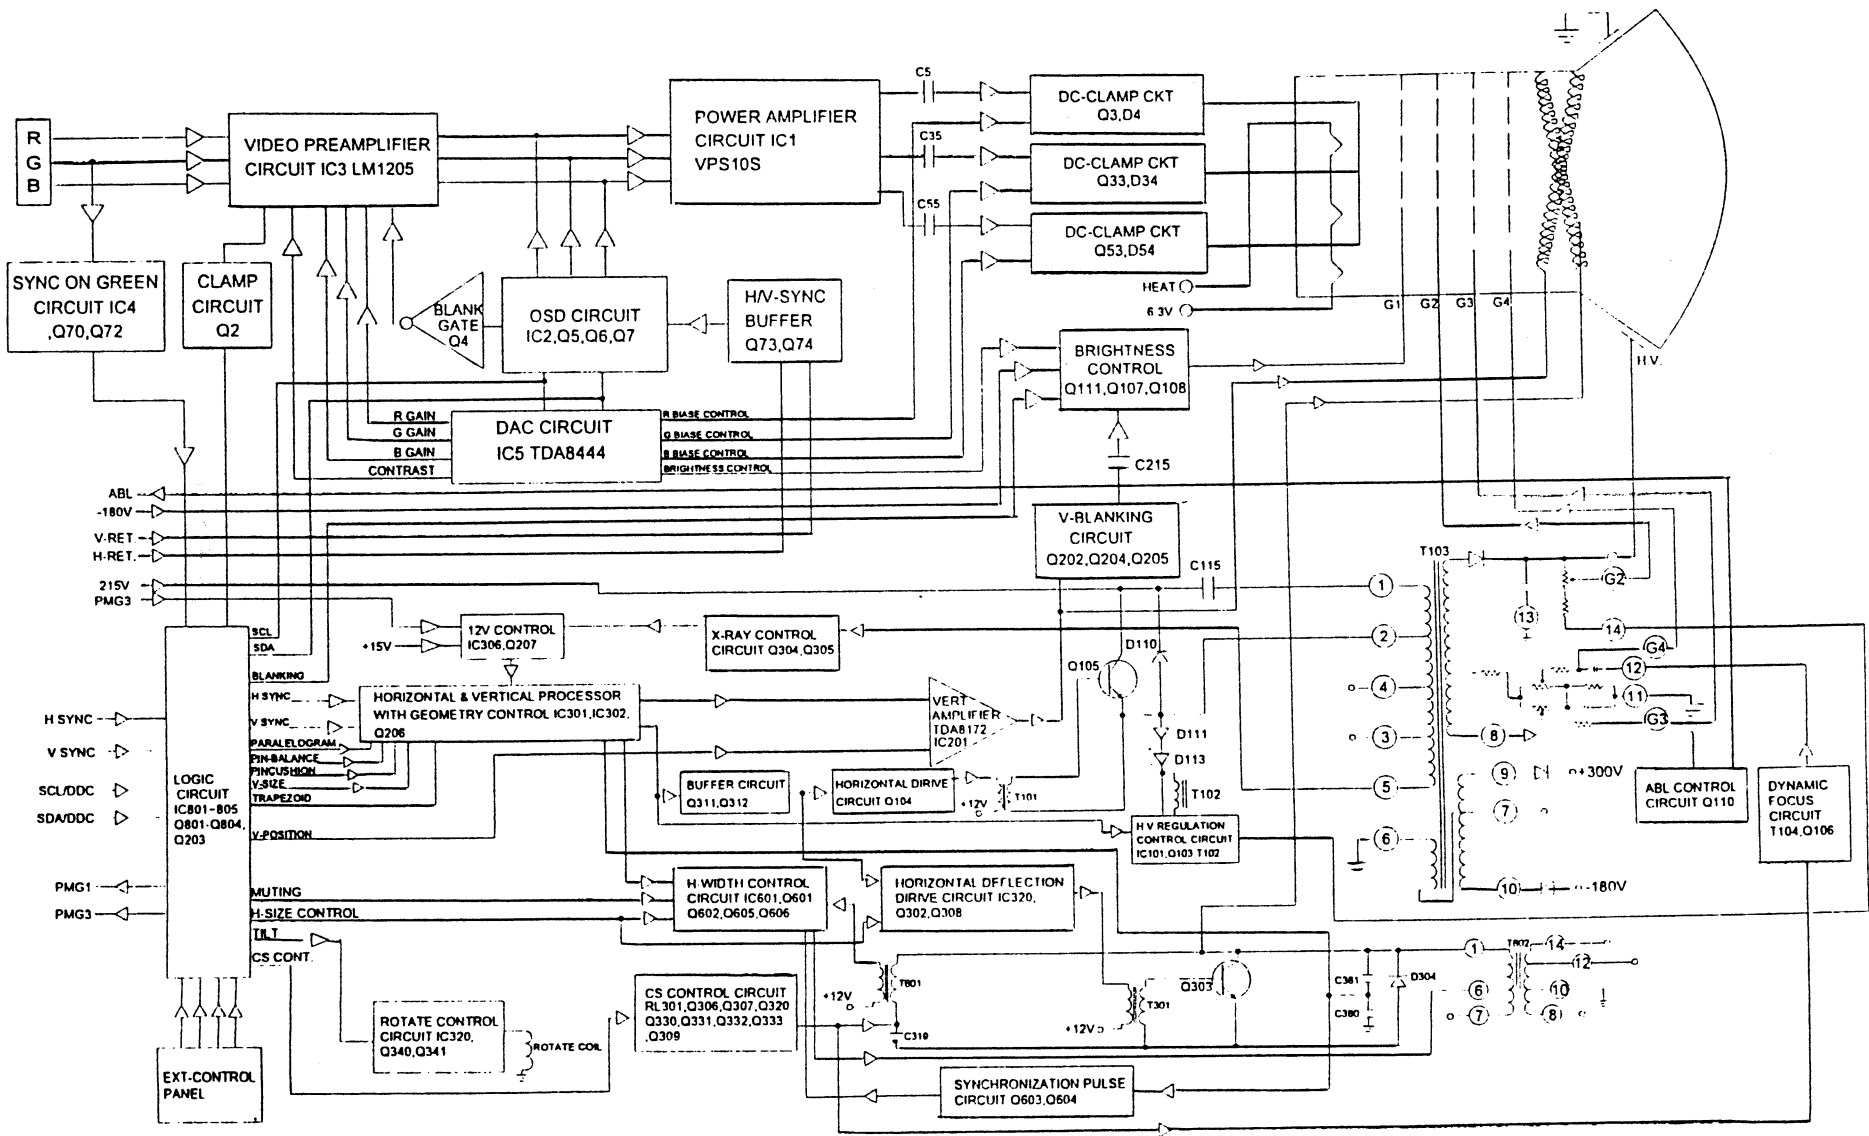 R
G
B
VIDEO PREAMPLIFIER
CIRCUIT IC3 LM1205
POWER AMPLIFIER
CIRCUIT IC1
VPS10S
C5
C35
C55
DC-CLAMP CKT
Q3,D4
DC-CLAMP CKT
Q33,D34
DC-CLAMP CKT
Q53,D54
HEAT
6.3V
G1
G2
G3
G4
H.V.
SYNC ON GREEN
CIRCUIT IC4
,Q70,Q72
CLAMP
CIRCUIT
Q2
BLANK
GATE
Q4
OSD CIRCUIT
IC2,Q5,Q6,Q7
H/V-SYNC
BUFFER
Q73,Q74
BRIGHTNESS
CONTROL
Q111,Q107,Q108
R GAIN
G GAIN
B GAIN
CONTRAST
DAC CIRCUIT
IC5 TDA8444
R BIASE CONTROL
G BIASE CONTROL
B BIASE CONTROL
BRIGHTNESS CONTROL
C215
ABL
-180V
V-RET.
H-RET.
215V
PMG3
V-BLANKING
CIRCUIT
Q202,Q204,Q205
C115
T103
1
2
4
3
5
6
13
G2
14
G4
12
11
G3
8
9
+300V
7
10
-180V
SCL
SDA
BLANKING
+15V
12V CONTROL
IC306,Q207
X-RAY CONTROL
CIRCUIT Q304,Q305
Q105
D110
D111
D113
T102
H SYNC
V SYNC
SCL/DDC
SDA/DDC
PMG1
PMG3
LOGIC
CIRCUIT
IC801-805
Q801-Q804,
Q203
H SYNC
V SYNC
PARALELOGRAM
PIN-BALANCE
PINCUSHION
V-SIZE
TRAPEZOID
V-POSITION
HORIZONTAL & VERTICAL PROCESSOR
WITH GEOMETRY CONTROL IC301,IC302,
Q206
VERT
AMPLIFIER
TDA8172
IC201
BUFFER CIRCUIT
Q311,Q312
HORIZONTAL DIRIVE
CIRCUIT Q104
+12V
T101
H V REGULATION
CONTROL CIRCUIT
IC101,Q103 T102
ABL CONTROL
CIRCUIT Q110
DYNAMIC
FOCUS
CIRCUIT
T104,Q106
MUTING
H-SIZE CONTROL
TILT
CS CONT.
H-WIDTH CONTROL
CIRCUIT IC601,Q601
Q602,Q605,Q606
HORIZONTAL DEFLECTION
DIRIVE CIRCUIT IC320,
Q302,Q308
+12V
T601
C319
+12V
T301
Q303
C381
C380
D304
1
6
7
T602
14
12
10
8
CS CONTROL CIRCUIT
RL301,Q306,Q307,Q320
Q330,Q331,Q332,Q333
,Q309
ROTATE CONTROL
CIRCUIT IC320,
Q340,Q341
ROTATE COIL
EXT-CONTROL
PANEL
SYNCHRONIZATION PULSE
CIRCUIT Q603,Q604